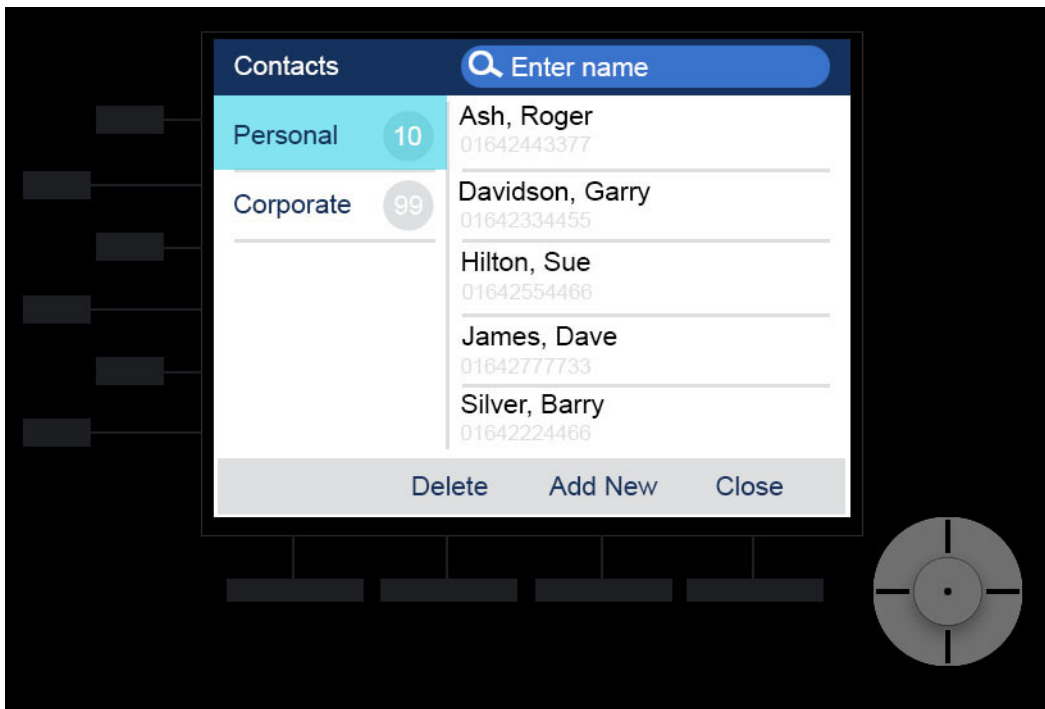 Contacts
Enter name
Personal 10
Corporate 99
Ash, Roger
01642443377
Davidson, Garry
01642334455
Hilton, Sue
01642554466
James, Dave
01642777733
Silver, Barry
01642224466
Delete Add New Close